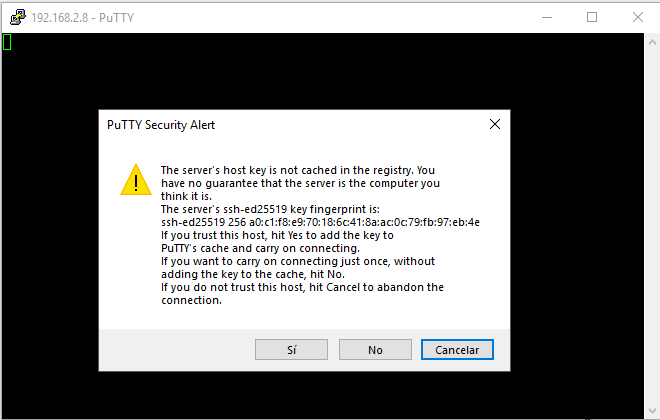 192.168.2.8 - PuTTY
PuTTY Security Alert
The server's host key is not cached in the registry. You
have no guarantee that the server is the computer you
think it is.
The server's ssh-ed25519 key fingerprint is:
ssh-ed25519 256 a0:c1:f8:e9:70:18:6c:41:8a:ac:0c:79:fb:97:eb:4e
If you trust this host, hit Yes to add the key to
PuTTY's cache and carry on connecting.
If you want to carry on connecting just once, without
adding the key to the cache, hit No.
If you do not trust this host, hit Cancel to abandon the
connection.
Sí
No
Cancelar